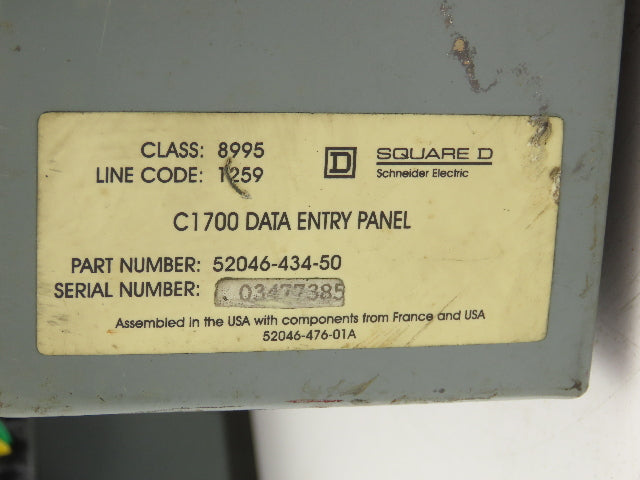 CLASS: 8995
LINE CODE: 1259
D
SQUARE D
Schneider Electric
C1700 DATA ENTRY PANEL
PART NUMBER: 52046-434-50
SERIAL NUMBER: 03477385
Assembled in the USA with components from France and USA
52046-476-01A